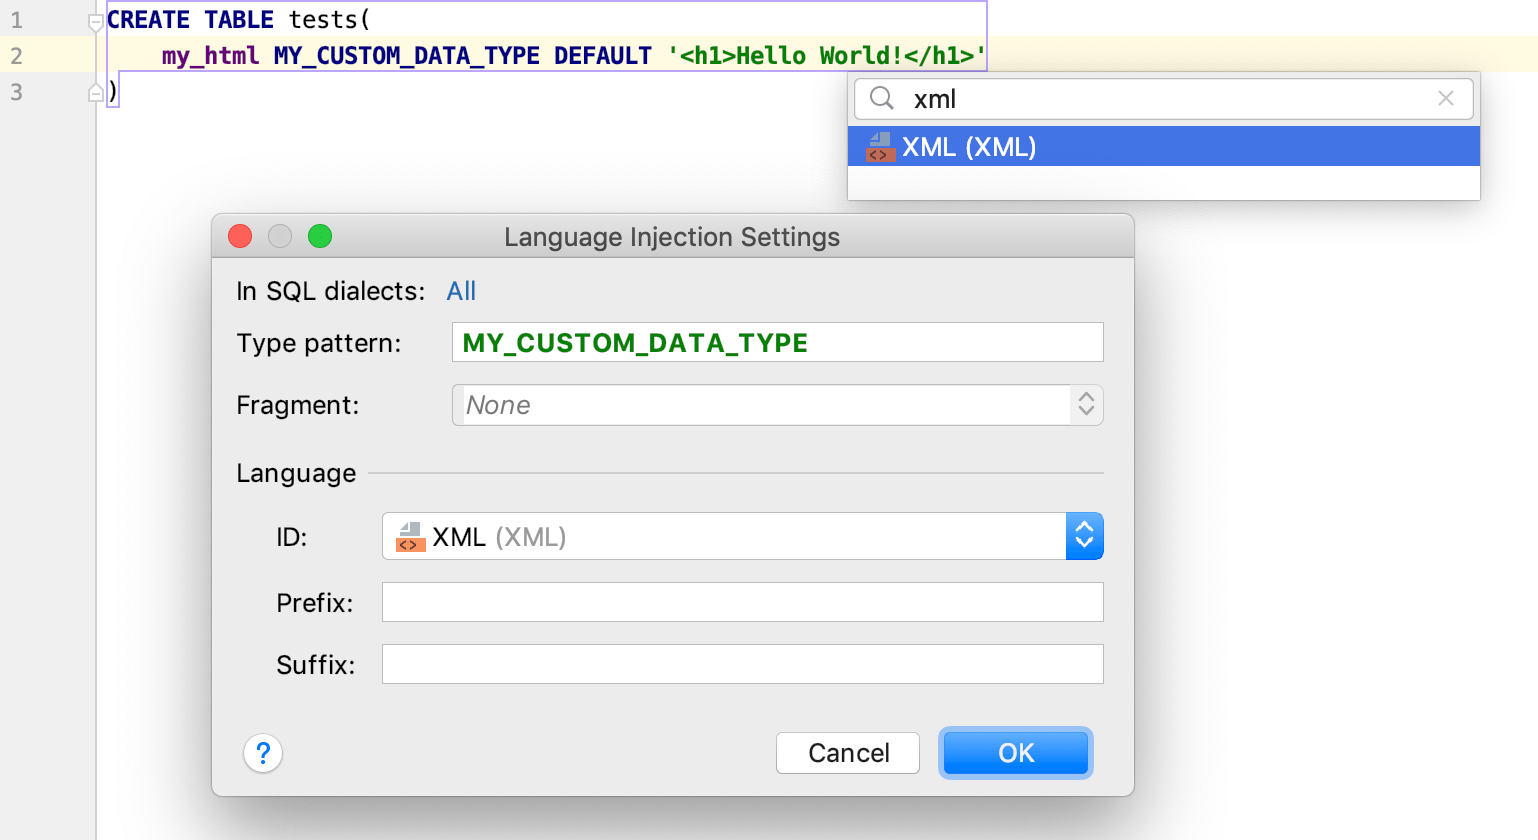 1 CREATE TABLE tests(
2 my_html MY_CUSTOM_DATA_TYPE DEFAULT '<h1>Hello World!</h1>'
3 )
xml
XML (XML)
Language Injection Settings
In SQL dialects: All
Type pattern: MY_CUSTOM_DATA_TYPE
Fragment: None
Language
ID: XML (XML)
Prefix:
Suffix:
? Cancel OK